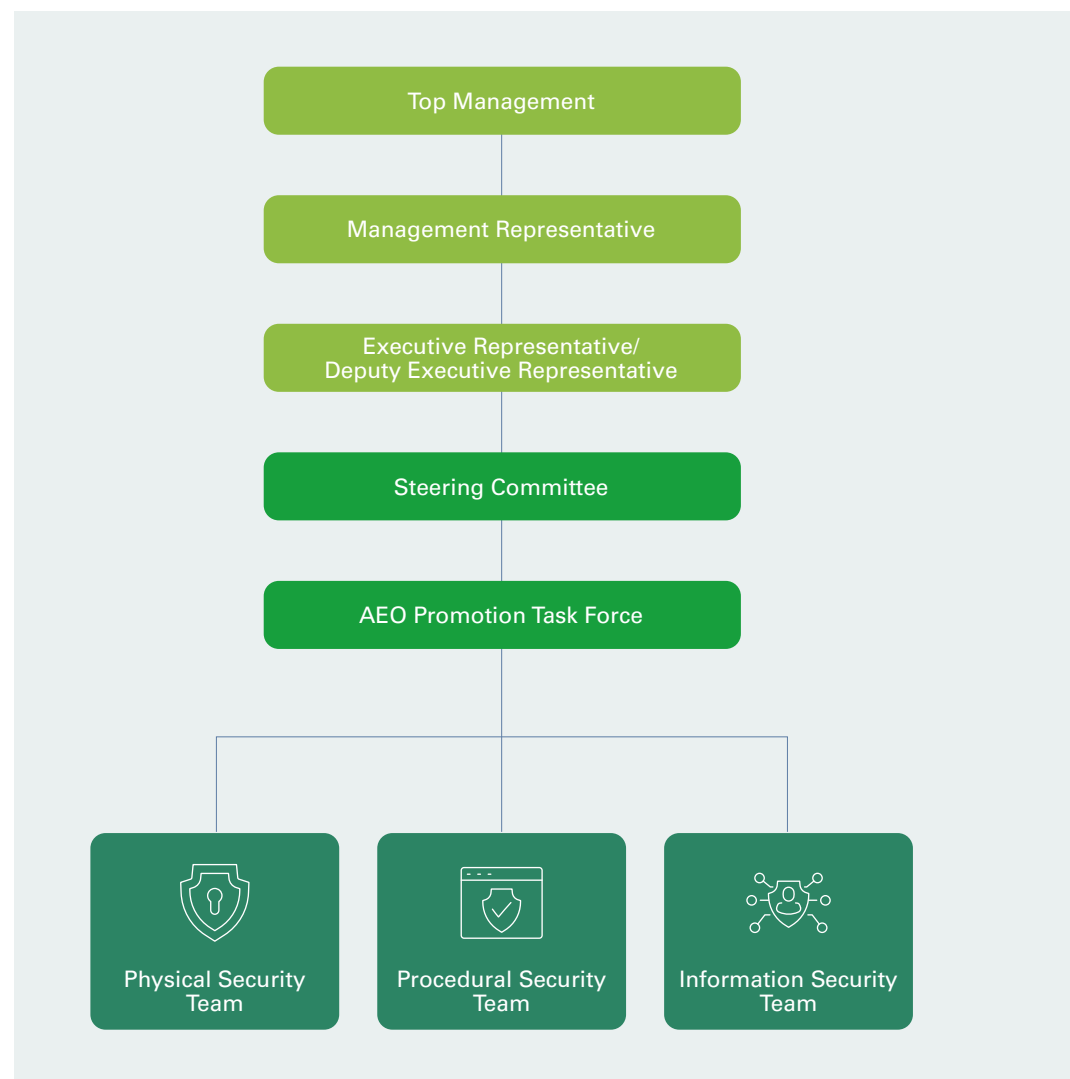 Top Management
Management Representative
Executive Representative/
Deputy Executive Representative
Steering Committee
AEO Promotion Task Force
Physical Security
Team
Procedural Security
Team
Information Security
Team